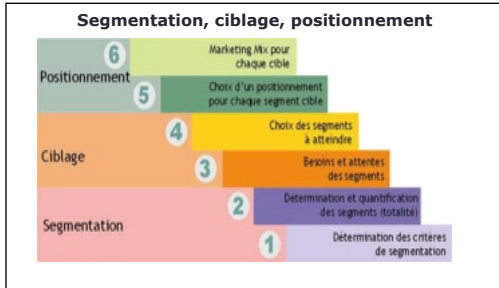 Segmentation, ciblage, positionnement
6
Marketing Mix pour
chaque cible
Positionnement
5
Choix d'un positionnement
pour chaque segment cible
4
Choix des segments
à atteindre
Ciblage
3
Besoins et attentes
des segments
2
Détermination et quantification
des segments (totalité)
Segmentation
1
Détermination des critères
de segmentation